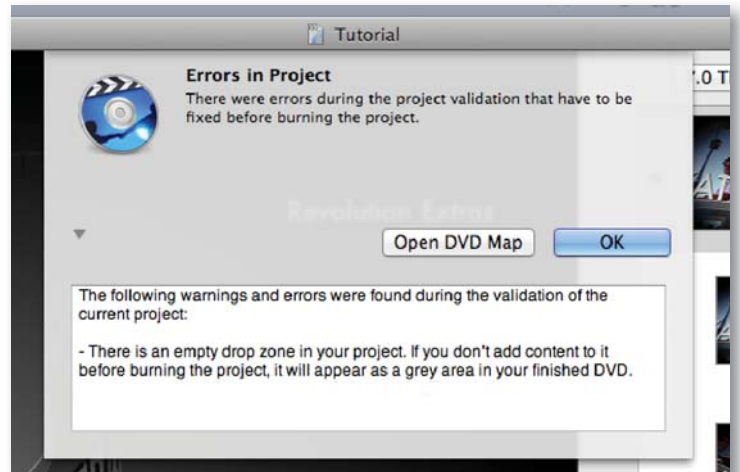 Tutorial
Errors in Project
There were errors during the project validation that have to be
fixed before burning the project.
.0 T
Revolution Extras
Open DVD Map
OK
The following warnings and errors were found during the validation of the
current project:
- There is an empty drop zone in your project. If you don't add content to it
before burning the project, it will appear as a grey area in your finished DVD.